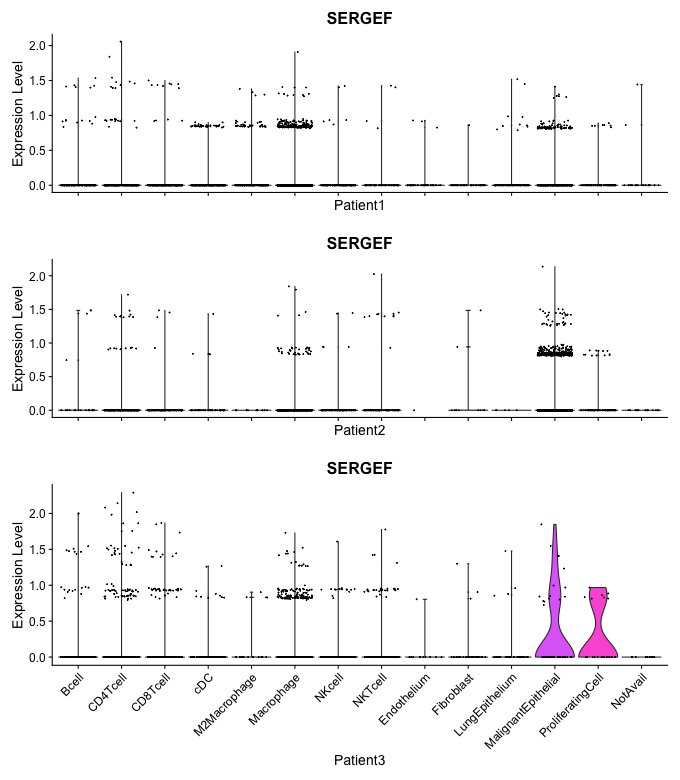 SERGEF
Expression Level
2.0
1.5
1.0
0.5
0.0
Patient1
SERGEF
Expression Level
2.0
1.5
1.0
0.5
0.0
Patient2
SERGEF
Expression Level
2.0
1.5
1.0
0.5
0.0
Bcell
CD4Tcell
CD8Tcell
cDC
M2Macrophage
Macrophage
NKcell
NKTcell
Endothelium
Fibroblast
LungEpithelium
MalignantEpithelial
ProliferatingCell
NotAvail
Patient3